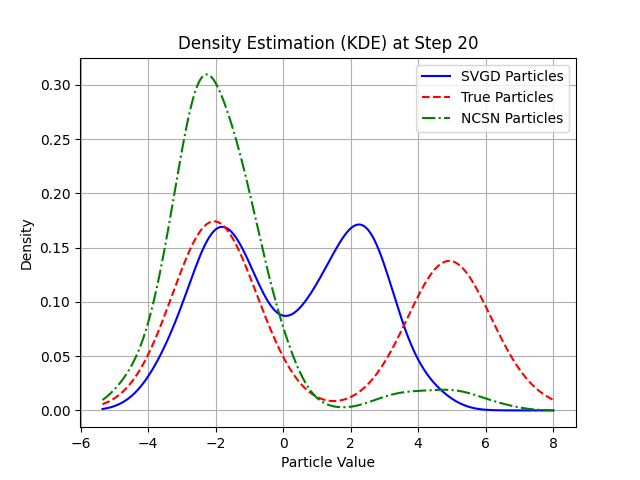 Density Estimation (KDE) at Step 20
SVGD Particles
True Particles
NCSN Particles
Density
0.30
0.25
0.20
0.15
0.10
0.05
0.00
−6 −4 −2 0 2 4 6 8
Particle Value